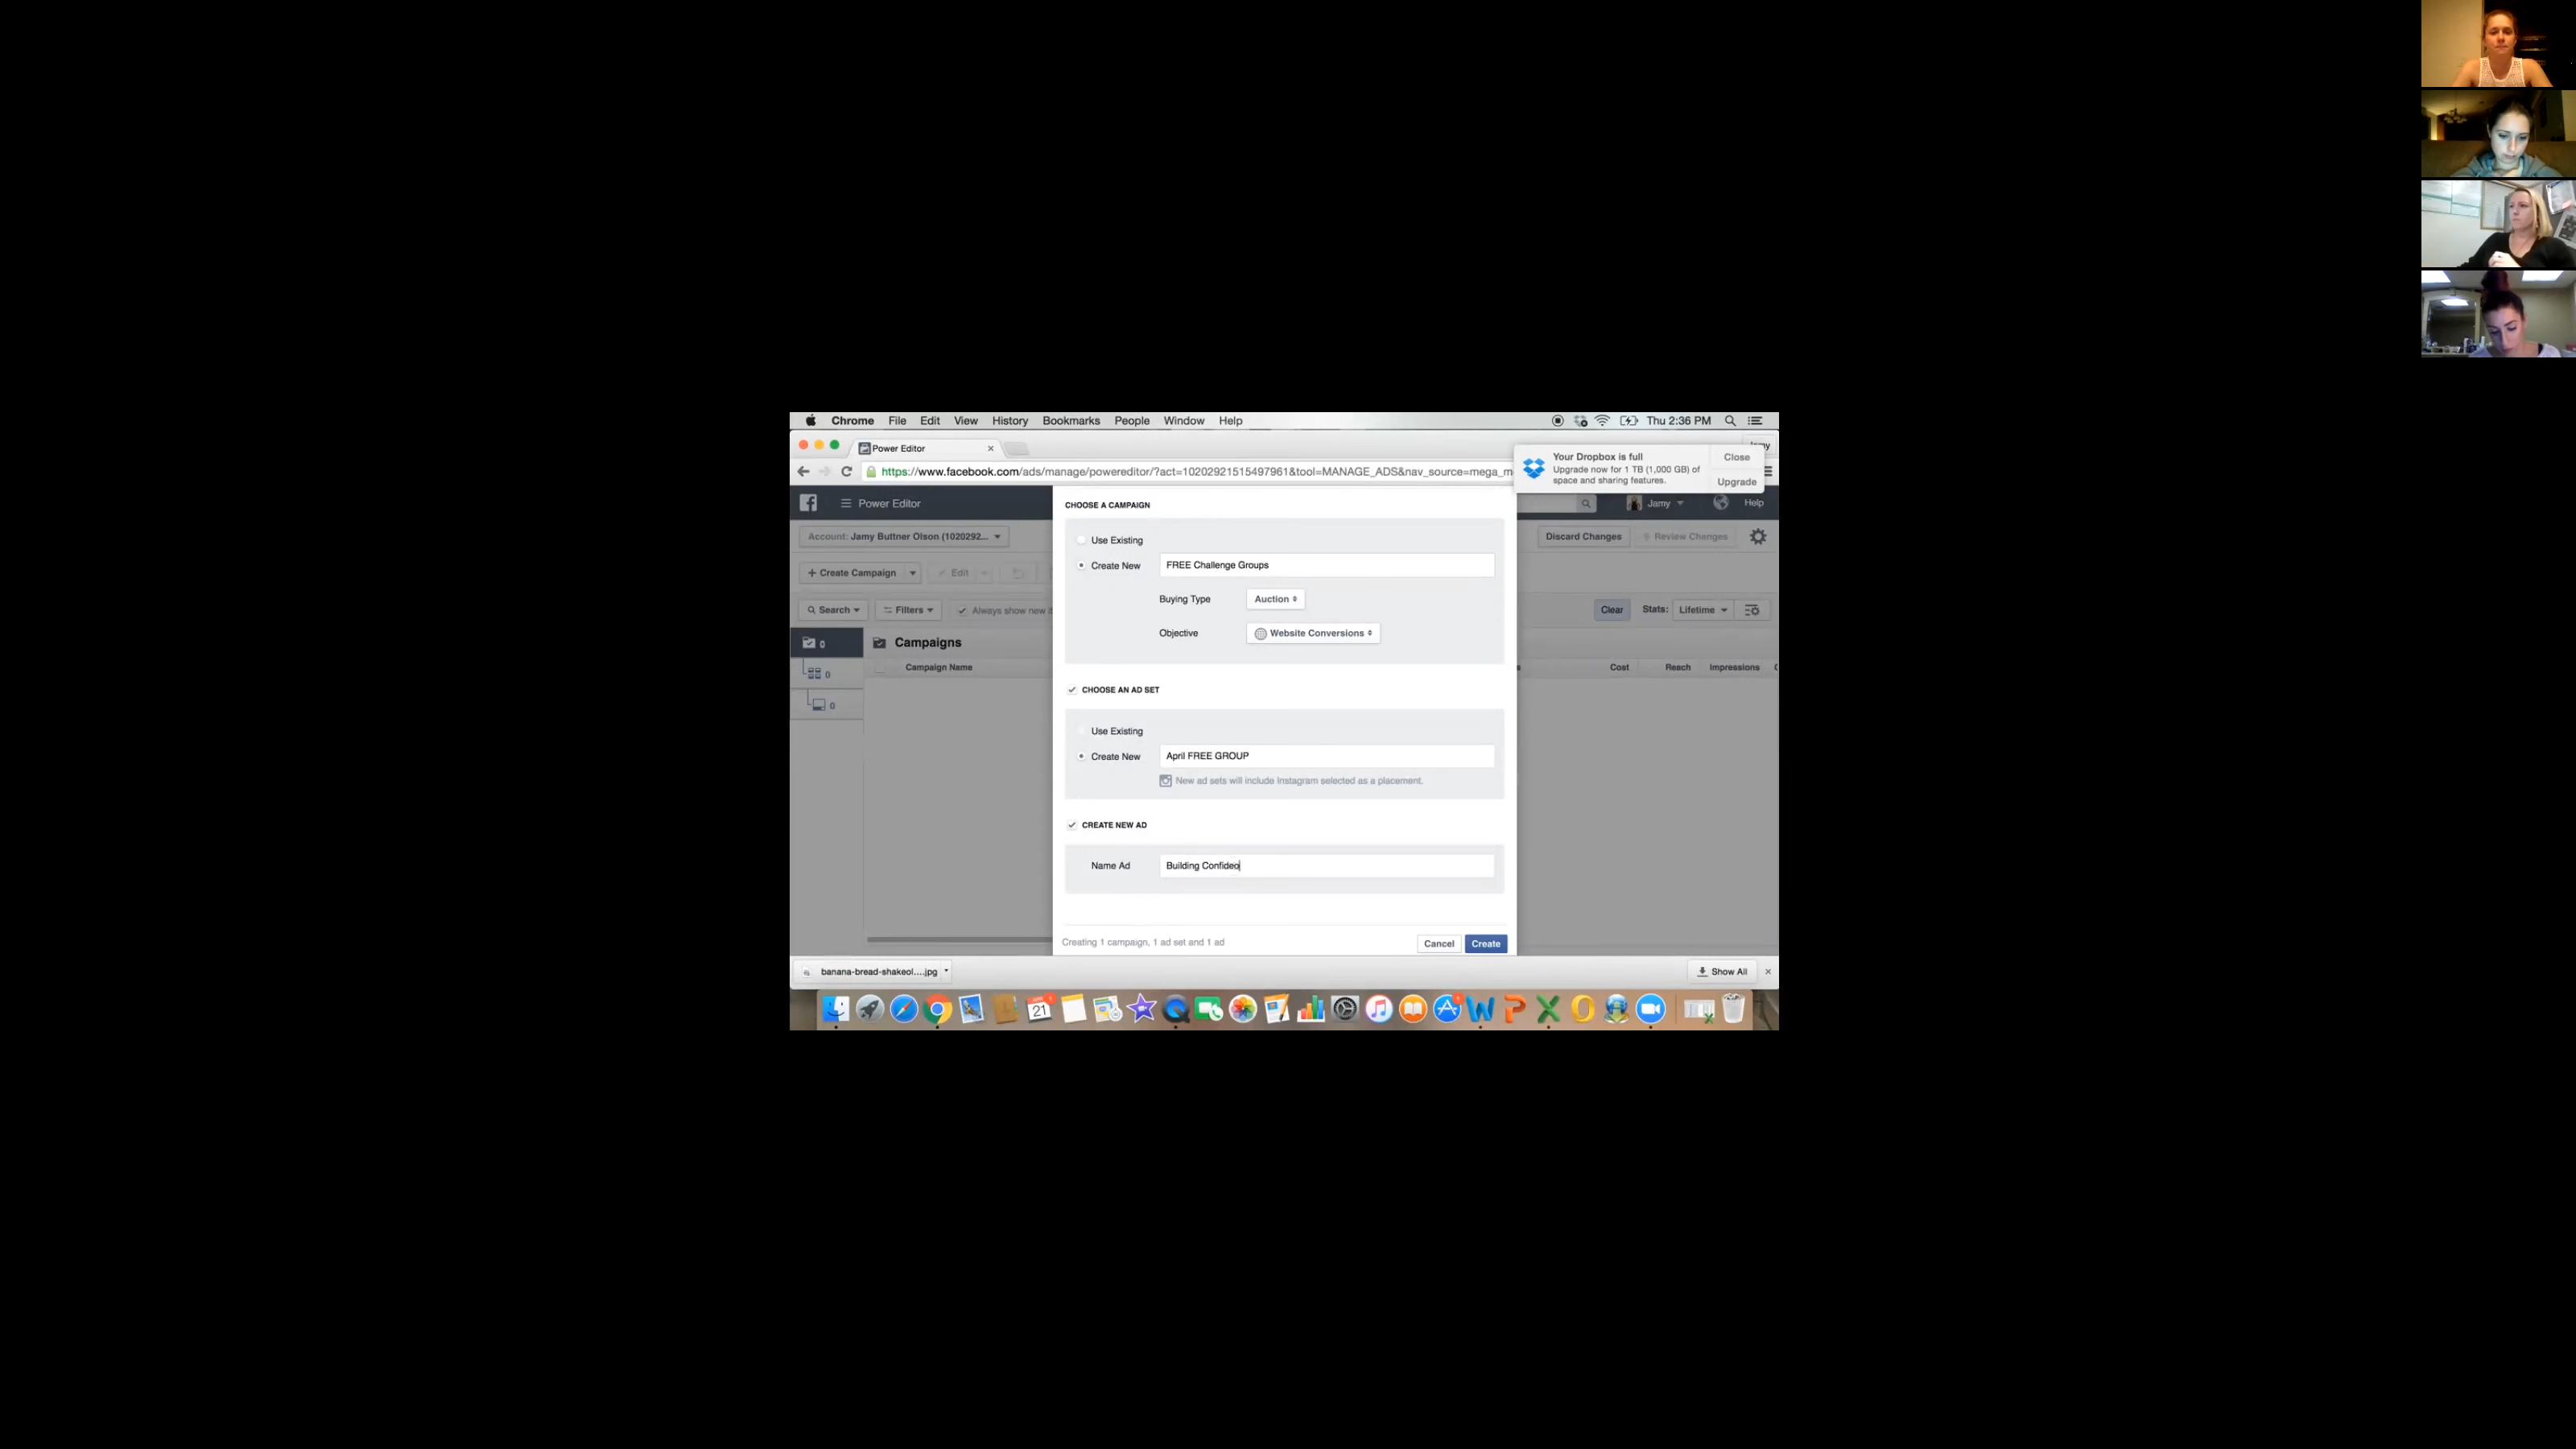 Chrome File Edit View History Bookmarks People Window Help Thu 2:36 PM
Power Editor
https://www.facebook.com/ads/manage/powereditor/?act=10202921515497961&tool=MANAGE_ADS&nav_source=mega_m
Your Dropbox is full
Upgrade now for 1 TB (1,000 GB) of
space and sharing features.
Close
Upgrade
Power Editor
Jamy
Help
Account: Jamy Buttner Olson (1020292...
Discard Changes
Review Changes
+ Create Campaign
Edit
Search
Filters
Always show new
Clear
Stats: Lifetime
0
Campaigns
0
Campaign Name
Cost Reach Impressions
0
CHOOSE A CAMPAIGN
Use Existing
Create New FREE Challenge Groups
Buying Type Auction
Objective Website Conversions
CHOOSE AN AD SET
Use Existing
Create New April FREE GROUP
New ad sets will include Instagram selected as a placement.
CREATE NEW AD
Name Ad Building Confideo
Creating 1 campaign, 1 ad set and 1 ad
Cancel Create
banana-bread-shakeol....jpg
Show All
21